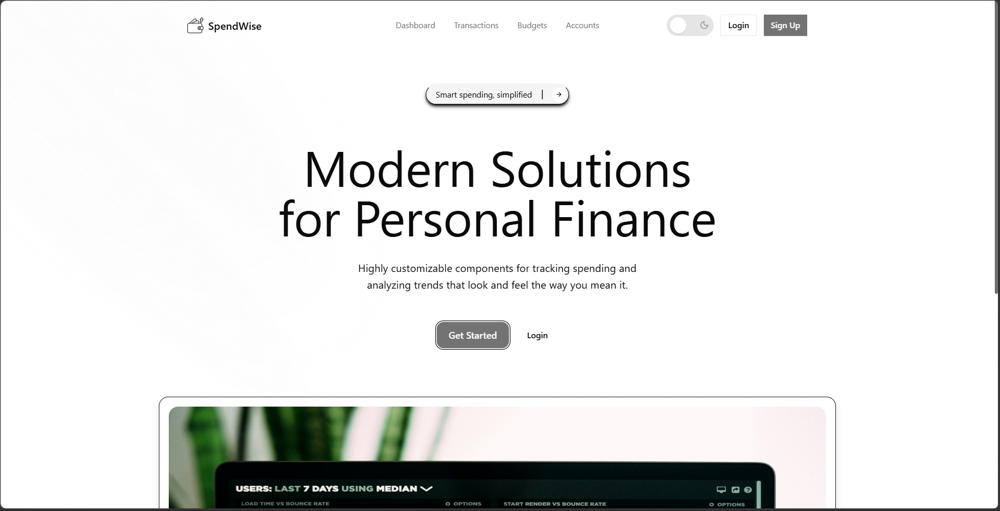 SpendWise
Dashboard
Transactions
Budgets
Accounts
Login
Sign Up
Smart spending, simplified
Modern Solutions
for Personal Finance
Highly customizable components for tracking spending and
analyzing trends that look and feel the way you mean it.
Get Started
Login
USERS: LAST 7 DAYS USING MEDIAN
LOAD TIME VS BOUNCE RATE
OPTIONS
START RENDER VS BOUNCE RATE
OPTIONS